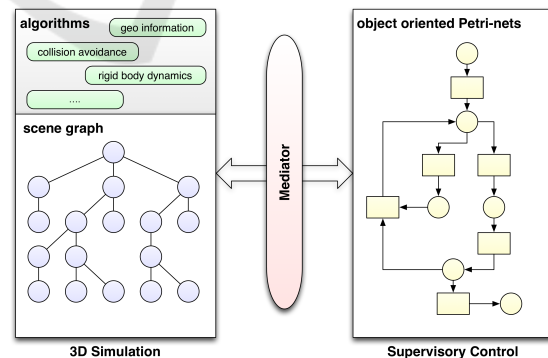 algorithms
geo information
collision avoidance
rigid body dynamics
....
scene graph
Mediator
object oriented Petri-nets
3D Simulation
Supervisory Control